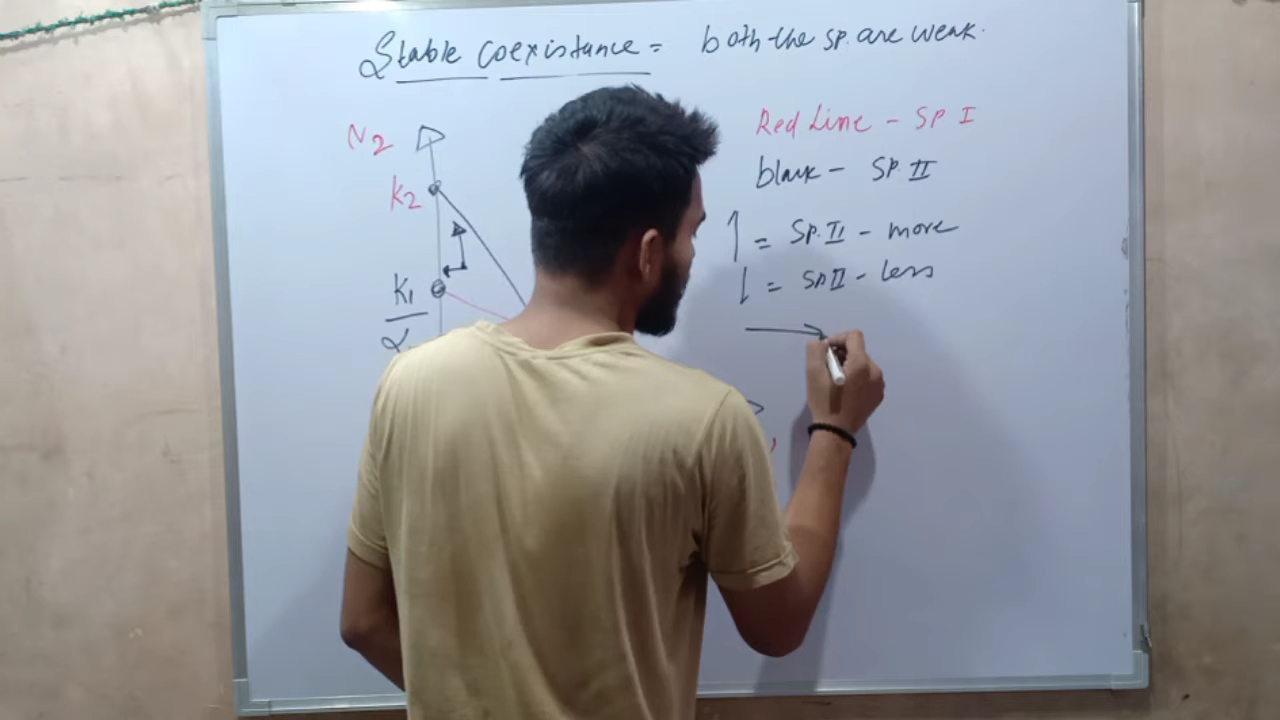 Stable Coexistance = both the sp. are weak.
N2
Red Line - SP I
K2
black - SP. II
= SP. II - more
K1
= SP II - less
α